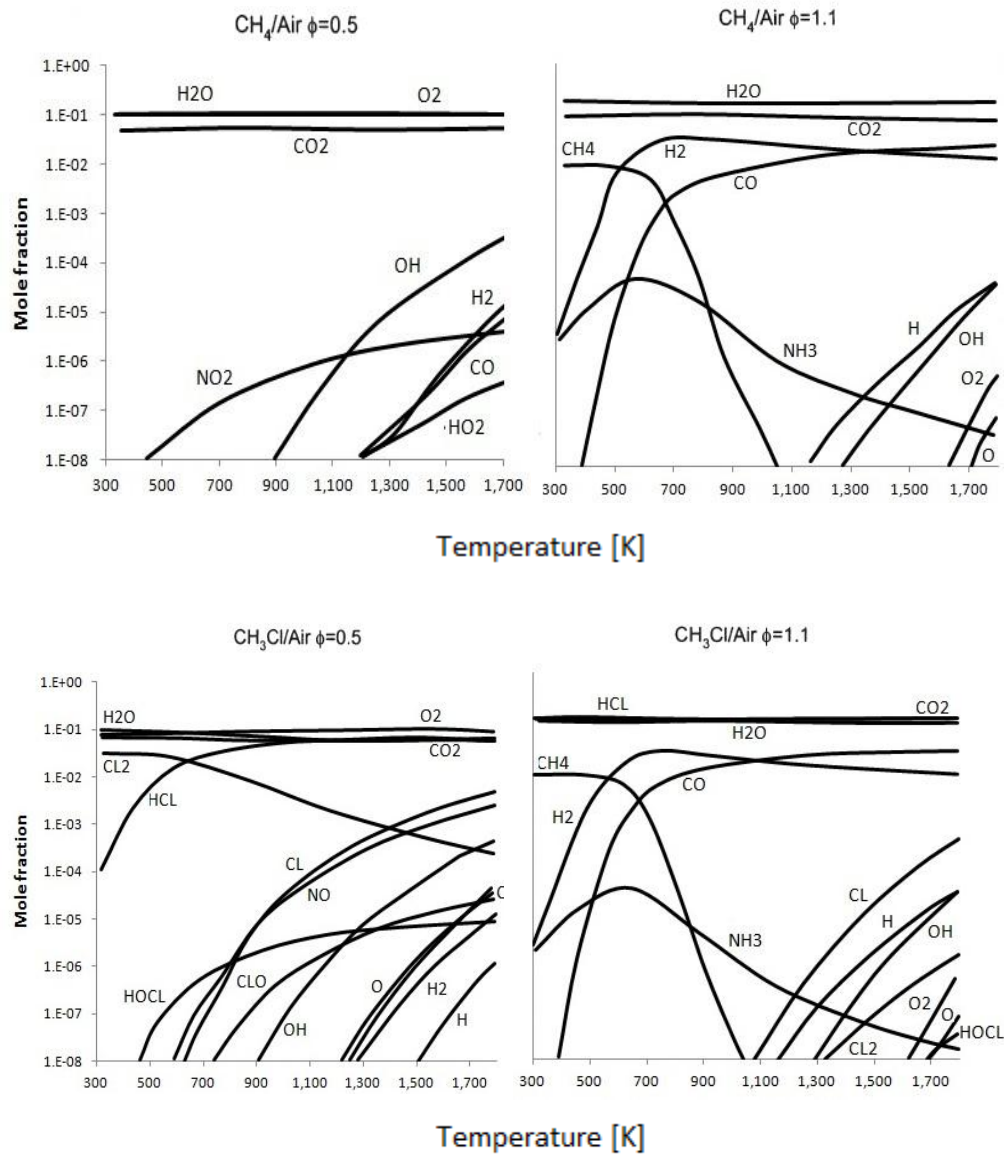 CH₄/Air ϕ=0.5
CH₄/Air ϕ=1.1
Molefraction
1.E+00
1.E-01
1.E-02
1.E-03
1.E-04
1.E-05
1.E-06
1.E-07
1.E-08
H2O
O2
CO2
OH
H2
NO2
CO
HO2
300 500 700 900 1,100 1,300 1,500 1,700
H2O
CO2
CH4
H2
CO
NH3
H
OH
O2
O
300 500 700 900 1,100 1,300 1,500 1,700
Temperature [K]
CH₃Cl/Air ϕ=0.5
CH₃Cl/Air ϕ=1.1
Molefraction
1.E+00
1.E-01
1.E-02
1.E-03
1.E-04
1.E-05
1.E-06
1.E-07
1.E-08
H2O
O2
CO2
CL2
HCL
CL
NO
C
HOCL
CLO
OH
O
H2
H
300 500 700 900 1,100 1,300 1,500 1,700
HCL
CO2
H2O
CH4
H2
CO
CL
H
OH
NH3
O2
O
HOCL
CL2
300 500 700 900 1,100 1,300 1,500 1,700
Temperature [K]